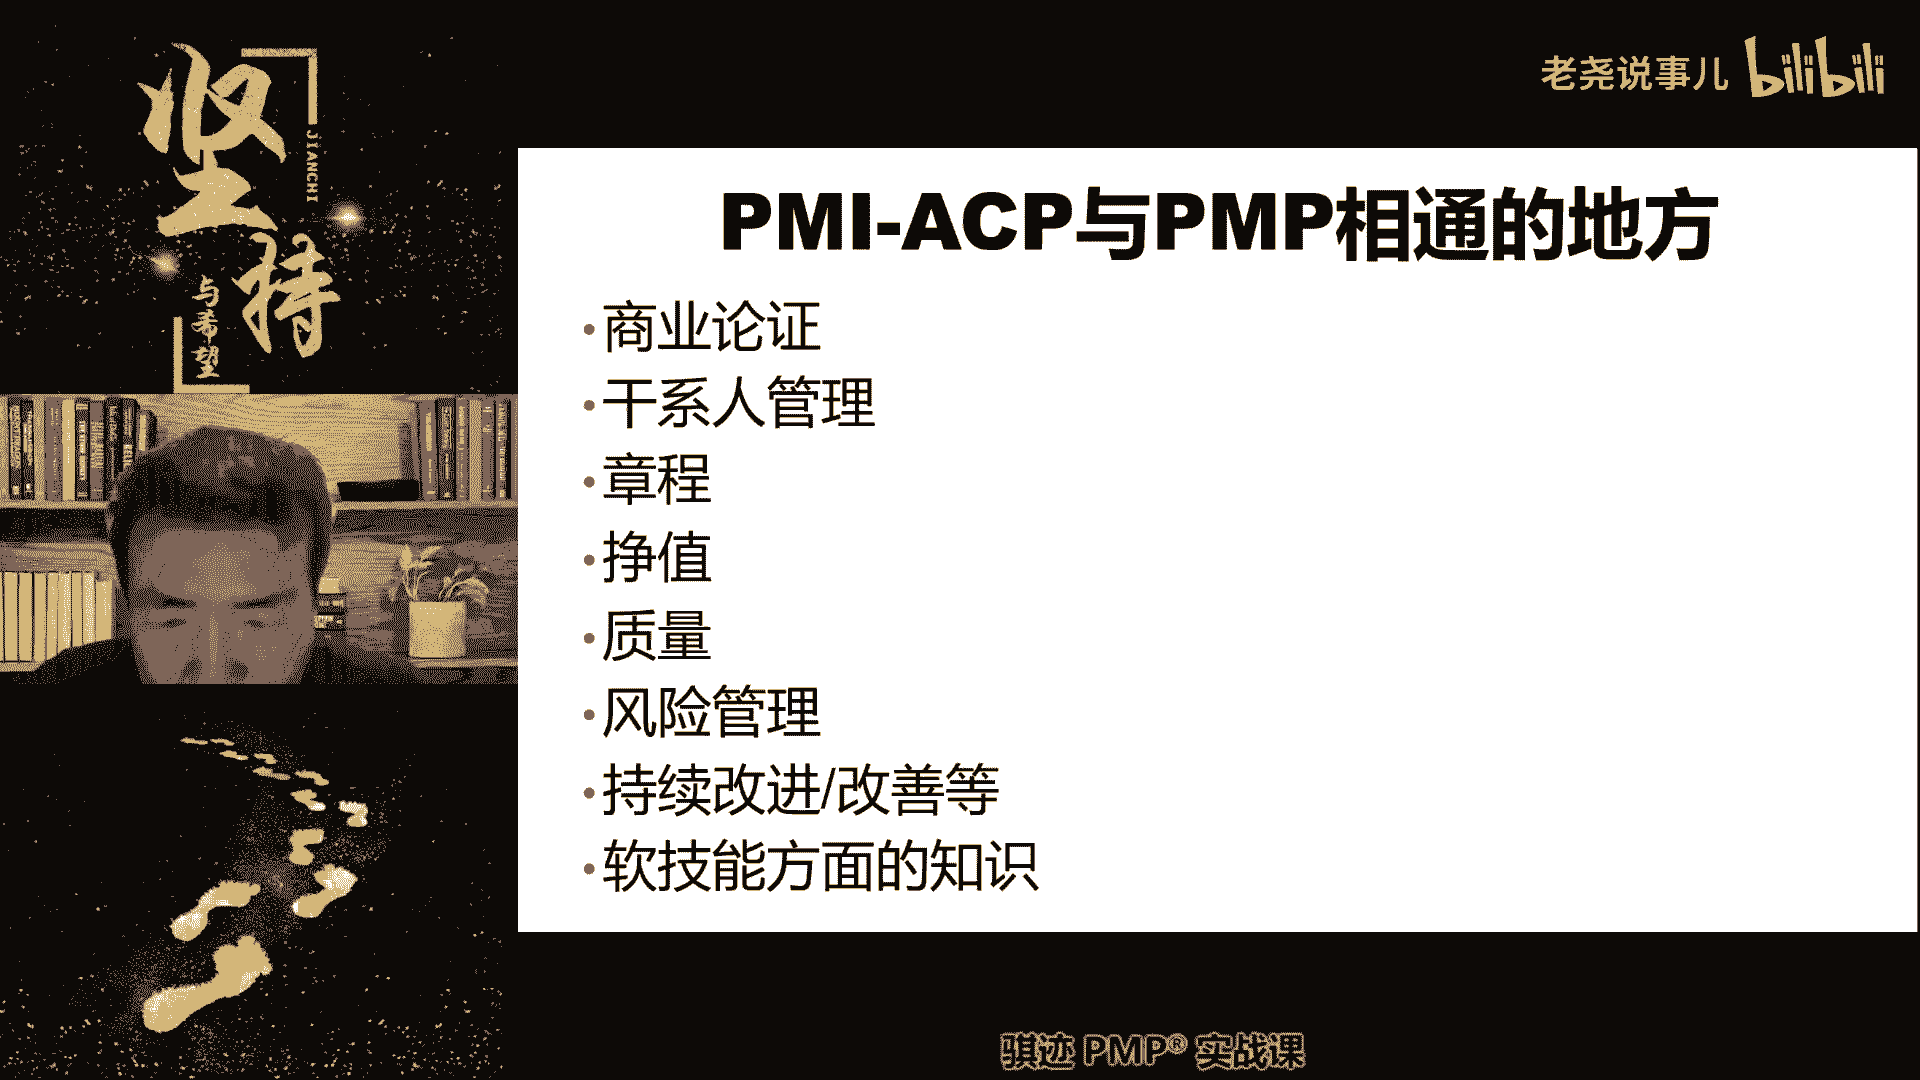 坚持
JIANCHI
与希望
老尧说事儿 bilibili
PMI-ACP与PMP相通的地方
•商业论证
•干系人管理
•章程
•挣值
•质量
•风险管理
•持续改进/改善等
•软技能方面的知识
骐迹 PMP® 实战课